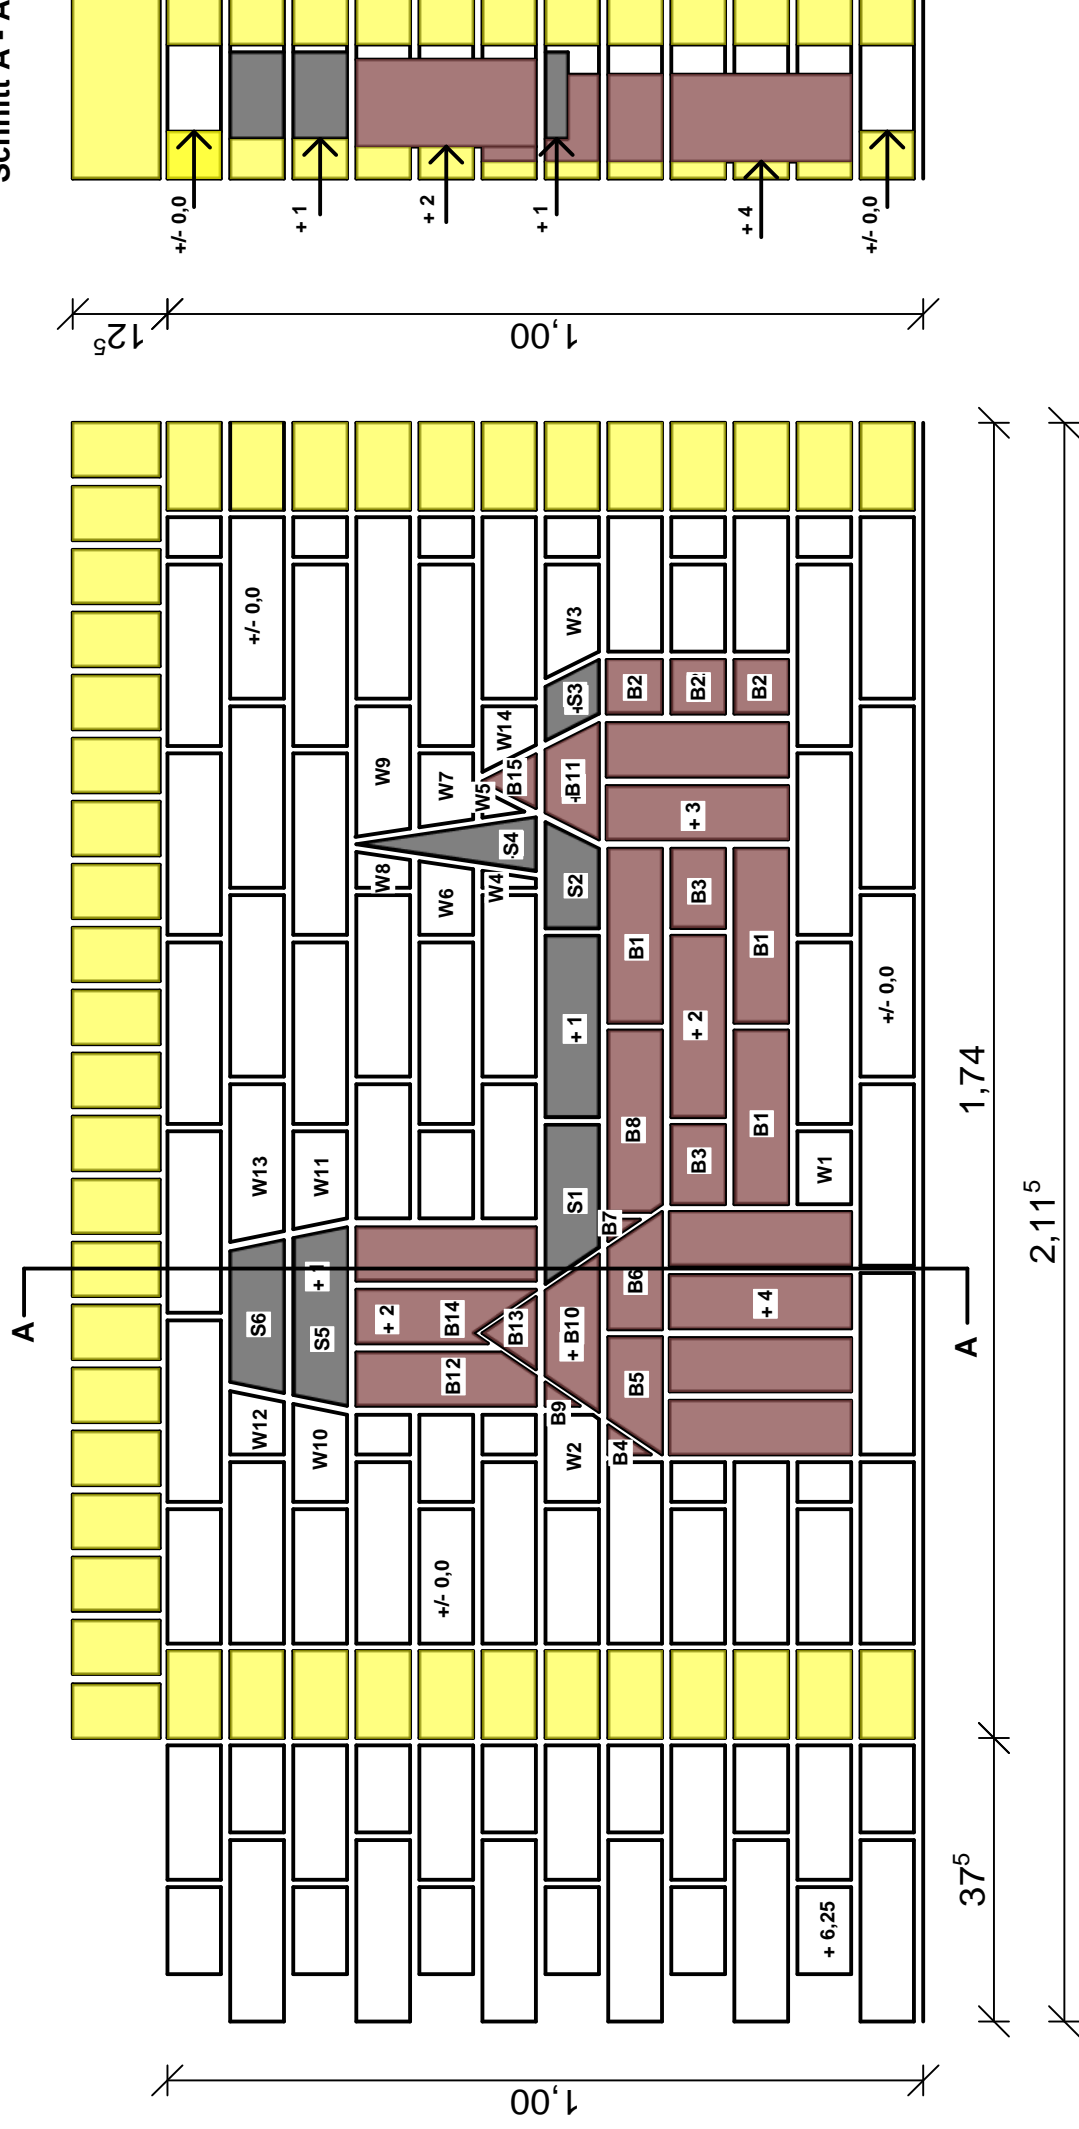 Schnitt A - A
A
12⁵
+/- 0,0
W12 S6 W13 +/- 0,0
W10 S5 + 1 W11
+ 1
+ 2 W8 W9
+/- 0,0 B12 B14 W6 W7
+ 2
B13 W4 S4 W5 B15 W14
1,00
W2 B9 + B10 S1 + 1 S2 +B11 +S3 W3
1,00
+ 1
B4 B5 B6 B7 B8 B1 B2
B3 + 2 B3 + 3 B2
+ 4 B1 B1 B2
+ 4
+ 6,25 W1
+/- 0,0
+/- 0,0
A
37⁵ 1,74
2,11⁵